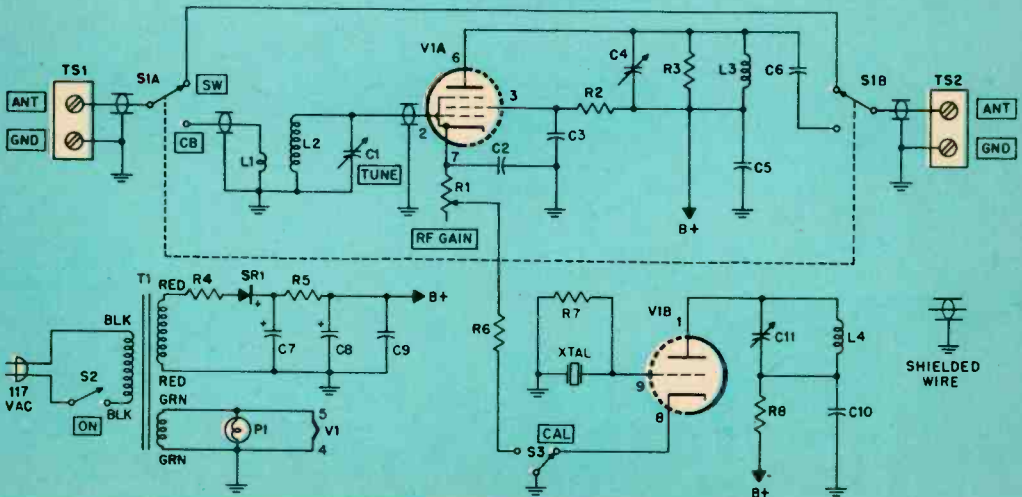 TS1
ANT
GND
S1A
SW
CB
L1
L2
C1
TUNE
V1A
6
2
3
7
C2
R1
RF GAIN
C3
R2
C4
R3
L3
C6
C5
B+
S1B
TS2
ANT
GND
117
VAC
S2
ON
BLK
BLK
T1
RED
RED
GRN
GRN
R4
SR1
+
R5
B+
+
C7
+
C8
C9
P1
5
V1
4
R6
R7
XTAL
CAL
S3
V1B
1
9
8
C11
L4
R8
C10
B+
SHIELDED
WIRE